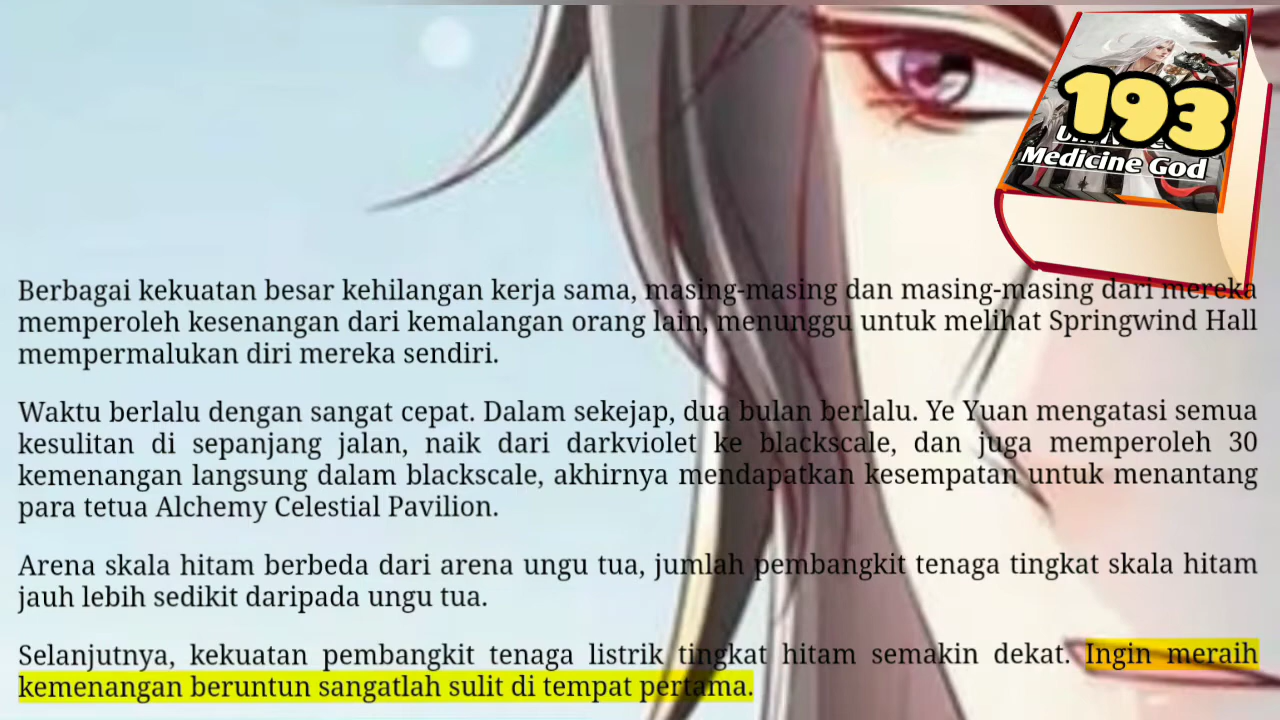 193
Medicine God
Berbagai kekuatan besar kehilangan kerja sama, masing-masing dan masing-masing dari mereka
memperoleh kesenangan dari kemalangan orang lain, menunggu untuk melihat Springwind Hall
mempermalukan diri mereka sendiri.
Waktu berlalu dengan sangat cepat. Dalam sekejap, dua bulan berlalu. Ye Yuan mengatasi semua
kesulitan di sepanjang jalan, naik dari darkviolet ke blackscale, dan juga memperoleh 30
kemenangan langsung dalam blackscale, akhirnya mendapatkan kesempatan untuk menantang
para tetua Alchemy Celestial Pavilion.
Arena skala hitam berbeda dari arena ungu tua, jumlah pembangkit tenaga tingkat skala hitam
jauh lebih sedikit daripada ungu tua.
Selanjutnya, kekuatan pembangkit tenaga listrik tingkat hitam semakin dekat. Ingin meraih
kemenangan beruntun sangatlah sulit di tempat pertama.